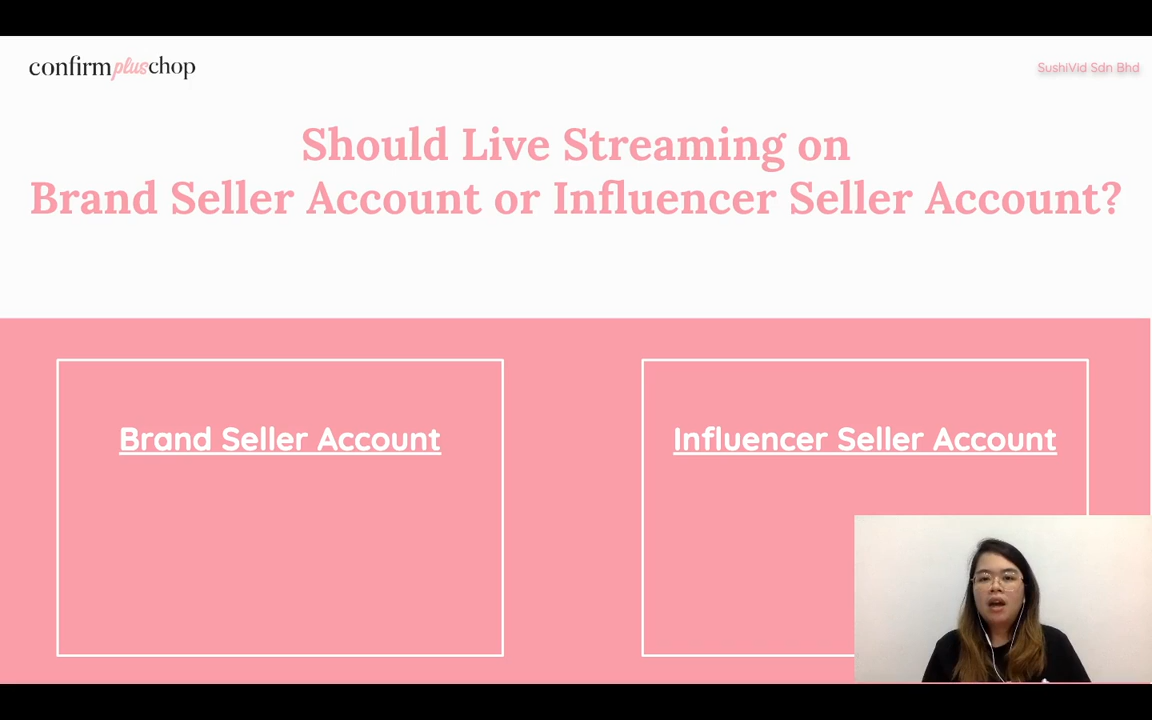 confirmpluschop
SushiVid Sdn Bhd
Should Live Streaming on
Brand Seller Account or Influencer Seller Account?
Brand Seller Account
Influencer Seller Account